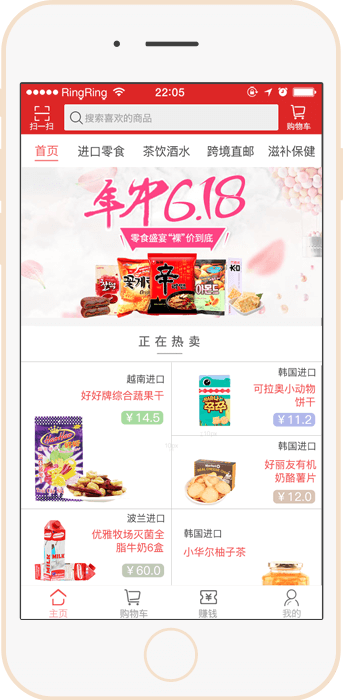 RingRing
22:05
扫一扫
搜索喜欢的商品
购物车
首页 进口零食 茶饮酒水 跨境直邮 滋补保健
年中6.18
零食盛宴“裸”价到底
辛
正在热卖
越南进口
好好牌综合蔬果干
¥14.5
韩国进口
可拉奥小动物
饼干
¥11.2
韩国进口
好丽友有机
奶酪薯片
¥12.0
波兰进口
优雅牧场灭菌全
脂牛奶6盒
¥60.0
韩国进口
小华尔柚子茶
MILK
主页
购物车
赚钱
我的